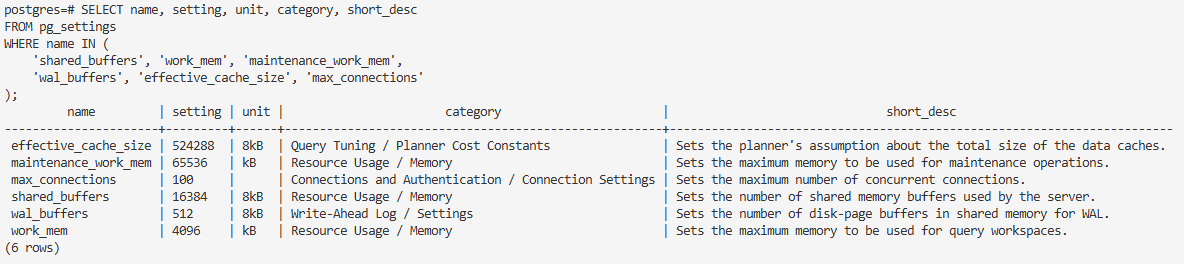 postgres=# SELECT name, setting, unit, category, short_desc
FROM pg_settings
WHERE name IN (
    'shared_buffers', 'work_mem', 'maintenance_work_mem',
    'wal_buffers', 'effective_cache_size', 'max_connections'
);
         name         | setting | unit |                      category                       |                              short_desc
----------------------+---------+------+------------------------------------------------------+-----------------------------------------------------------------------
 effective_cache_size | 524288  | 8kB  | Query Tuning / Planner Cost Constants                | Sets the planner's assumption about the total size of the data caches.
 maintenance_work_mem | 65536   | kB   | Resource Usage / Memory                              | Sets the maximum memory to be used for maintenance operations.
 max_connections      | 100     |      | Connections and Authentication / Connection Settings | Sets the maximum number of concurrent connections.
 shared_buffers       | 16384   | 8kB  | Resource Usage / Memory                              | Sets the number of shared memory buffers used by the server.
 wal_buffers          | 512     | 8kB  | Write-Ahead Log / Settings                           | Sets the number of disk-page buffers in shared memory for WAL.
 work_mem             | 4096    | kB   | Resource Usage / Memory                              | Sets the maximum memory to be used for query workspaces.
(6 rows)